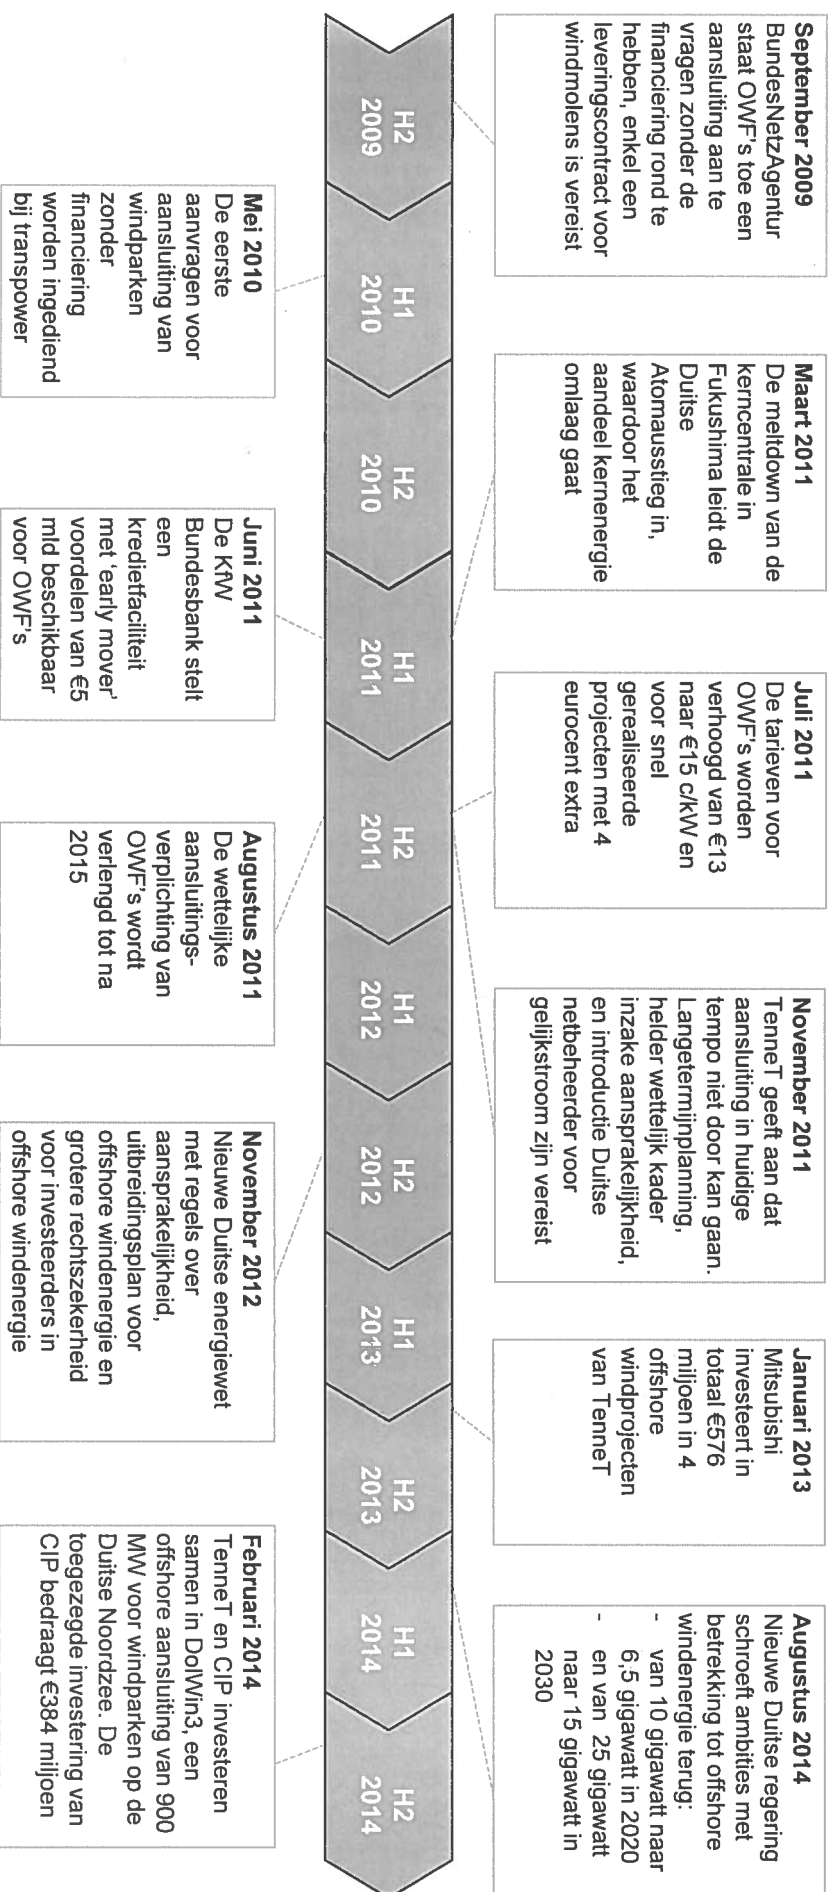 September 2009
BundesNetzAgentur
staat OWF's toe een
aansluiting aan te
vragen zonder de
financiering rond te
hebben, enkel een
leveringscontract voor
windmolens is vereist
Maart 2011
De meltdown van de
kerncentrale in
Fukushima leidt de
Duitse
Atomausstieg in,
waardoor het
aandeel kernenergie
omlaag gaat
Juli 2011
De tarieven voor
OWF's worden
verhoogd van €13
naar €15 c/kW en
voor snel
gerealiseerde
projecten met 4
eurocent extra
November 2011
TenneT geeft aan dat
aansluiting in huidige
tempo niet door kan gaan.
Langetermijnplanning,
helder wettelijk kader
inzake aansprakelijkheid,
en introductie Duitse
netbeheerder voor
gelijkstroom zijn vereist
Januari 2013
Mitsubishi
investeert in
totaal €576
miljoen in 4
offshore
windprojecten
van TenneT
Augustus 2014
Nieuwe Duitse regering
schroeft ambities met
betrekking tot offshore
windenergie terug:
- van 10 gigawatt naar
6,5 gigawatt in 2020
- en van 25 gigawatt
naar 15 gigawatt in
2030
H2
2009
H1
2010
H2
2010
H1
2011
H2
2011
H1
2012
H2
2012
H1
2013
H2
2013
H1
2014
H2
2014
Mei 2010
De eerste
aanvragen voor
aansluiting van
windparken
zonder
financiering
worden ingediend
bij transpower
Juni 2011
De KfW
Bundesbank stelt
een
kredietfaciliteit
met 'early mover'
voordelen van €5
mld beschikbaar
voor OWF's
Augustus 2011
De wettelijke
aansluitings-
verplichting van
OWF's wordt
verlengd tot na
2015
November 2012
Nieuwe Duitse energiewet
met regels over
aansprakelijkheid,
uitbreidingsplan voor
offshore windenergie en
grotere rechtszekerheid
voor investeerders in
offshore windenergie
Februari 2014
TenneT en CIP investeren
samen in DolWin3, een
offshore aansluiting van 900
MW voor windparken op de
Duitse Noordzee. De
toegezegde investering van
CIP bedraagt €384 miljoen